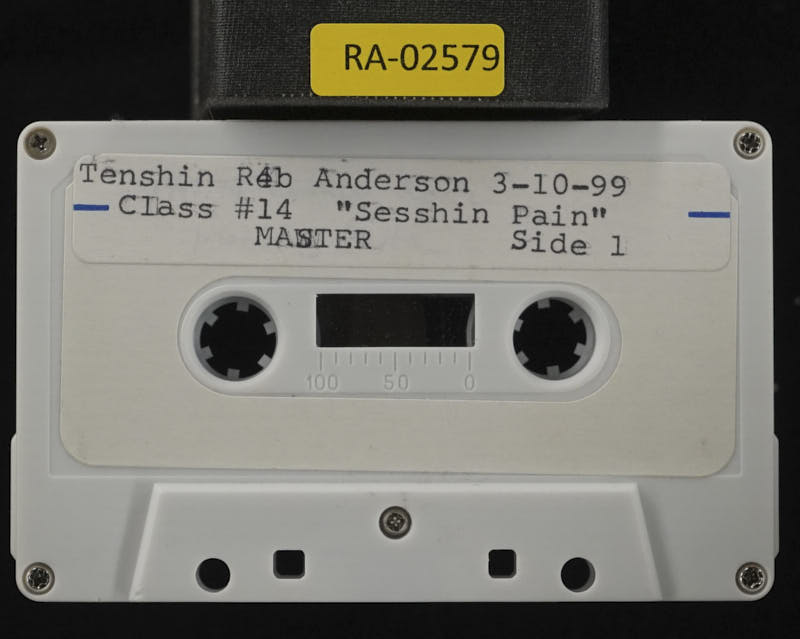 RA-02579
Tenshin Reb Anderson 3-10-99
Class #14 "Sesshin Pain"
MASTER Side 1
100 50 0